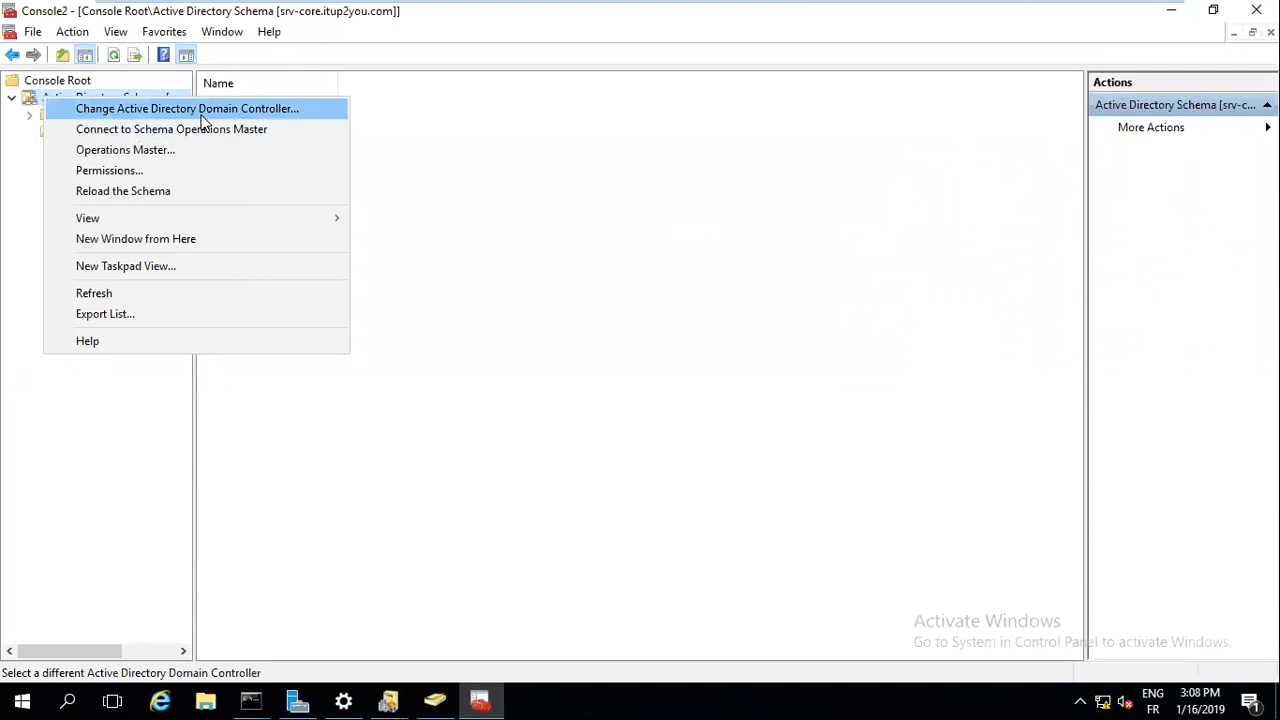 Console2 - [Console Root\Active Directory Schema [srv-core.itup2you.com]]
File Action View Favorites Window Help
Console Root
Name
Actions
Active Directory Schema [srv-c...
More Actions
Change Active Directory Domain Controller...
Connect to Schema Operations Master
Operations Master...
Permissions...
Reload the Schema
View
New Window from Here
New Taskpad View...
Refresh
Export List...
Help
Activate Windows
Go to System in Control Panel to activate Windows.
Select a different Active Directory Domain Controller
ENG
FR
3:08 PM
1/16/2019
1